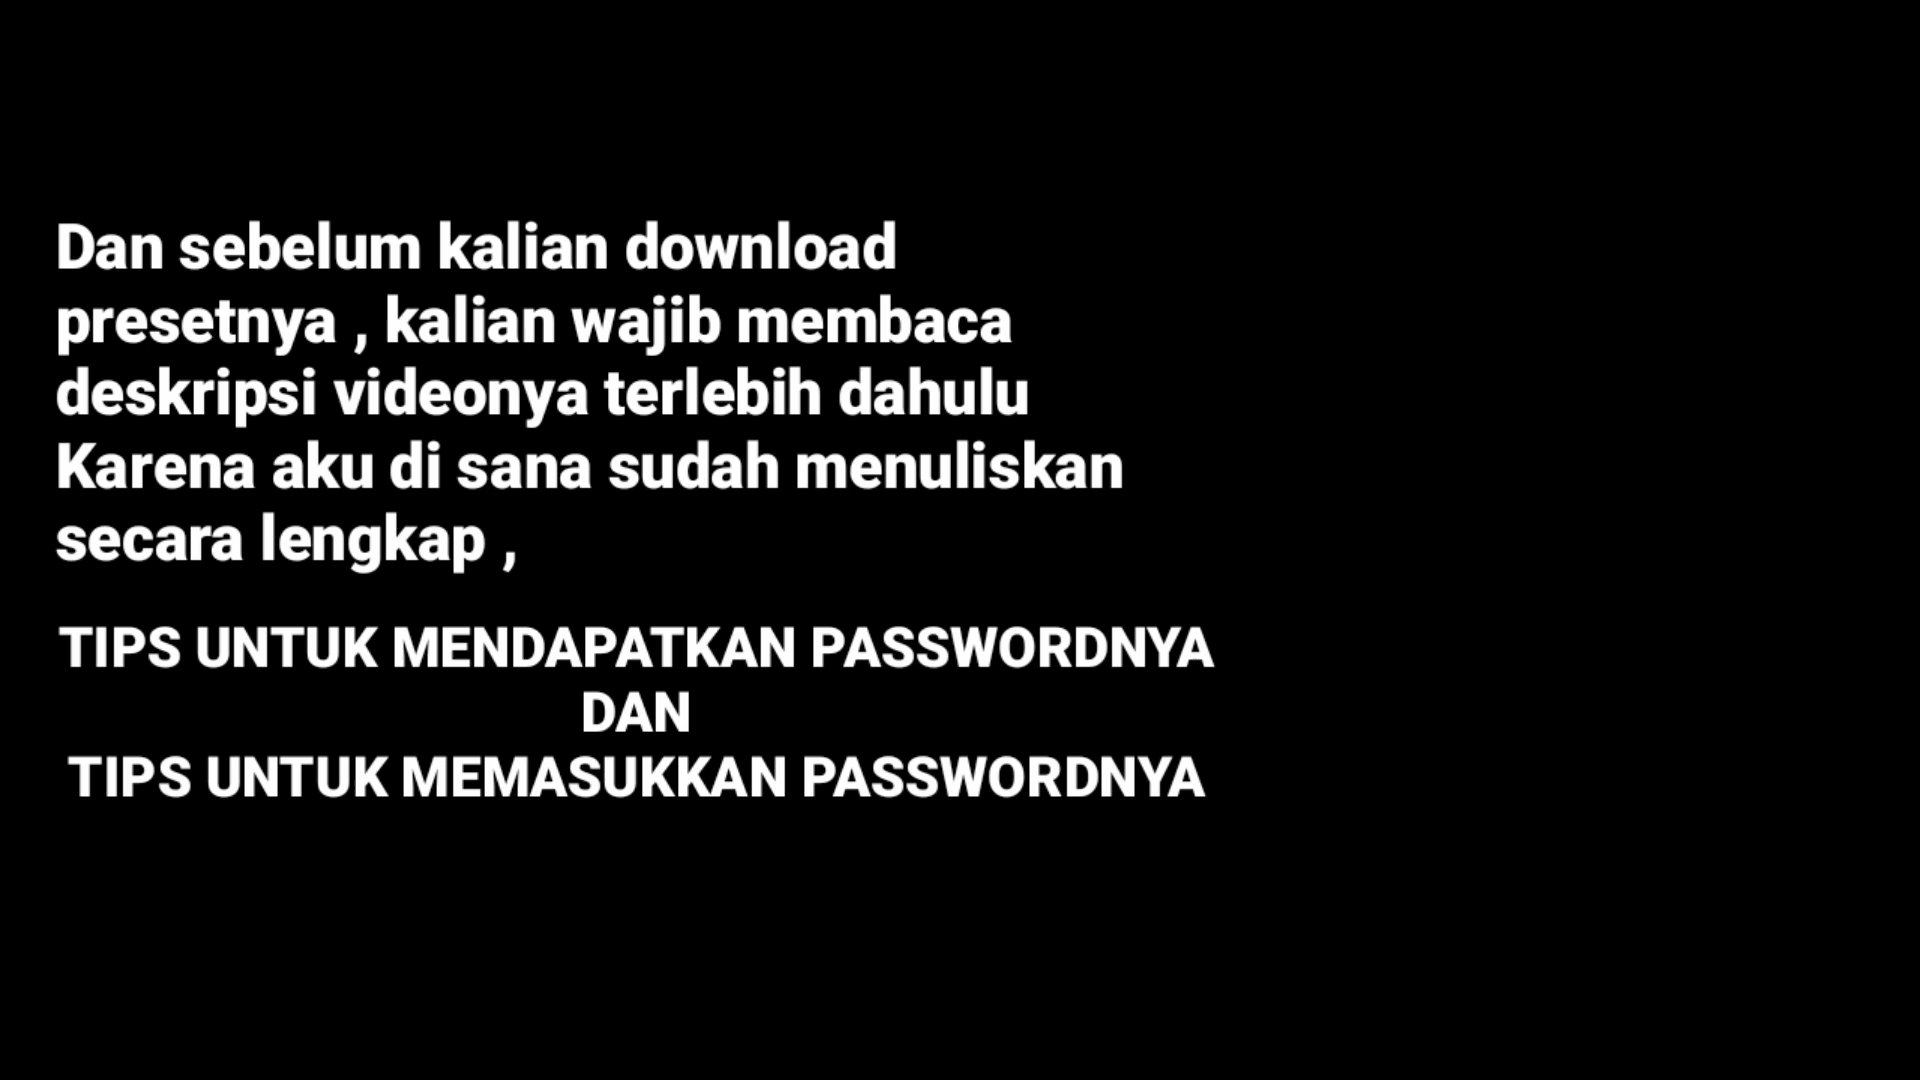 Dan sebelum kalian download
presetnya , kalian wajib membaca
deskripsi videonya terlebih dahulu
Karena aku di sana sudah menuliskan
secara lengkap ,
TIPS UNTUK MENDAPATKAN PASSWORDNYA
DAN
TIPS UNTUK MEMASUKKAN PASSWORDNYA